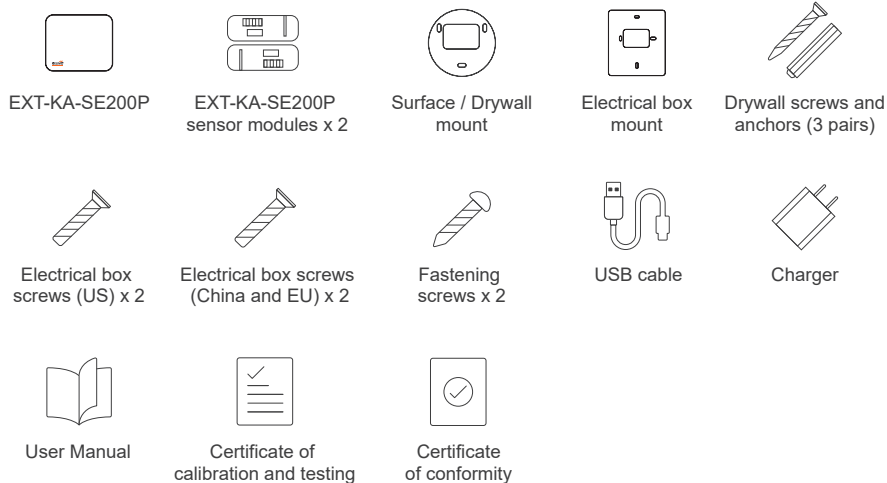 EXT-KA-SE200P
EXT-KA-SE200P
sensor modules x 2
Surface / Drywall
mount
Electrical box
mount
Drywall screws and
anchors (3 pairs)
Electrical box
screws (US) x 2
Electrical box screws
(China and EU) x 2
Fastening
screws x 2
USB cable
Charger
User Manual
Certificate of
calibration and testing
Certificate
of conformity